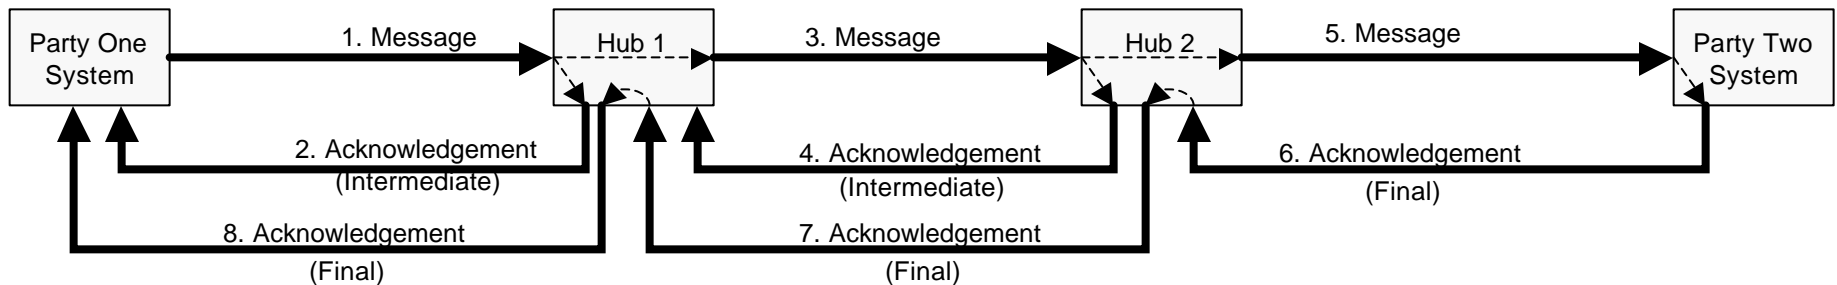 Party One
System
1. Message
Hub 1
3. Message
Hub 2
5. Message
Party Two
System
2. Acknowledgement
(Intermediate)
4. Acknowledgement
(Intermediate)
6. Acknowledgement
(Final)
8. Acknowledgement
(Final)
7. Acknowledgement
(Final)